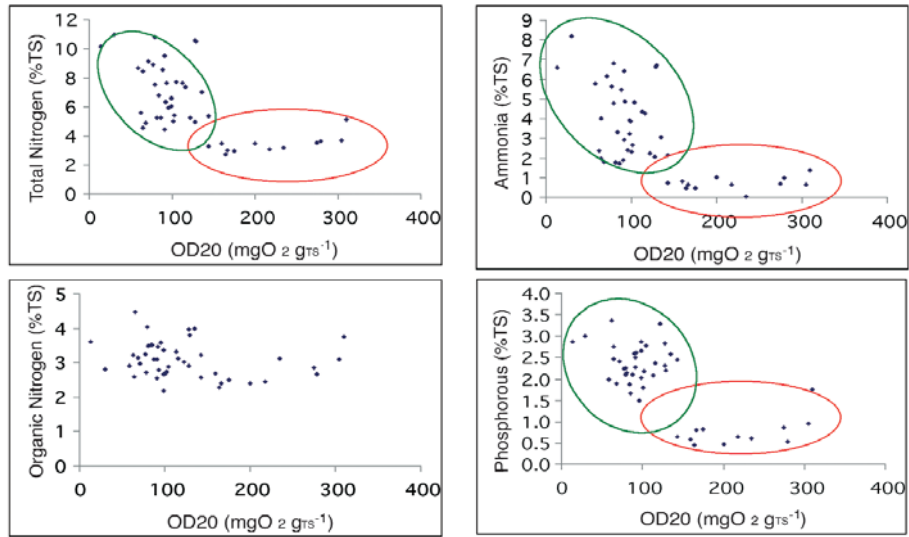 12
10
8
6
4
2
0
0 100 200 300 400
Total Nitrogen (%TS)
OD20 (mgO 2 gTS-1)
9
8
7
6
5
4
3
2
1
0
0 100 200 300 400
Ammonia (%TS)
OD20 (mgO 2 gTS-1)
5
4
3
2
1
0
0 100 200 300 400
Organic Nitrogen (%TS)
OD20 (mgO 2 gTS-1)
4.0
3.5
3.0
2.5
2.0
1.5
1.0
0.5
0.0
0 100 200 300 400
Phosphorous (%TS)
OD20 (mgO 2 gTS-1)